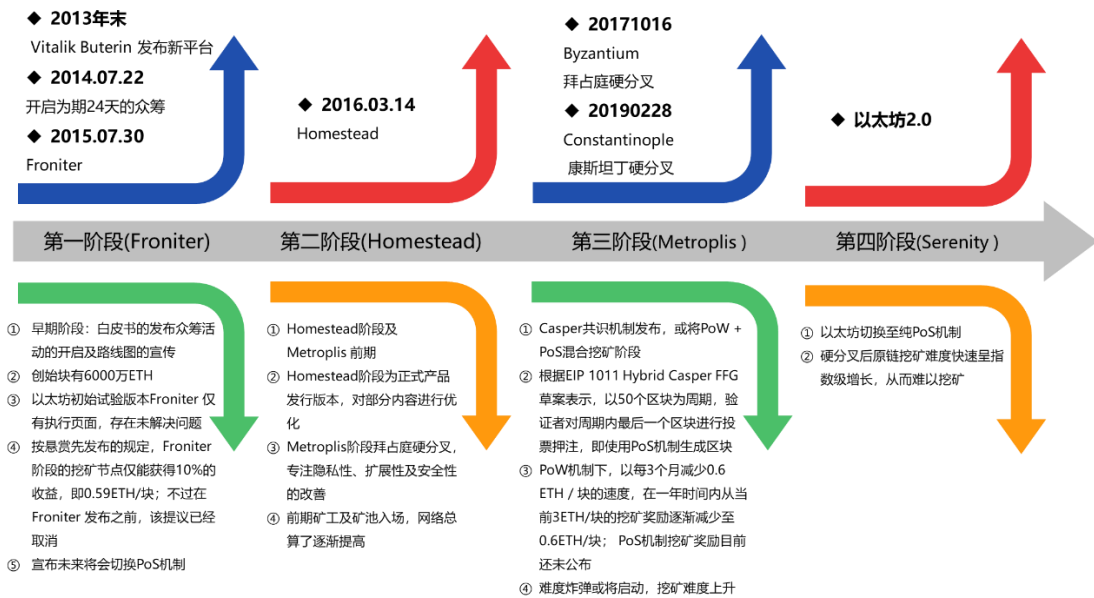 ◆ 2013年末
Vitalik Buterin 发布新平台
◆ 2014.07.22
开启为期24天的众筹
◆ 2015.07.30
Froniter
◆ 2016.03.14
Homestead
◆ 20171016
Byzantium
拜占庭硬分叉
◆ 20190228
Constantinople
康斯坦丁硬分叉
◆ 以太坊2.0
第一阶段(Froniter)
第二阶段(Homestead)
第三阶段(Metroplis )
第四阶段(Serenity )
① 早期阶段：白皮书的发布众筹活
动的开启及路线图的宣传
② 创始块有6000万ETH
③ 以太坊初始试验版本Froniter 仅
有执行页面，存在未解决问题
④ 按悬赏先发布的规定，Froniter
阶段的挖矿节点仅能获得10%的
收益，即0.59ETH/块；不过在
Froniter 发布之前，该提议已经
取消
⑤ 宣布未来将会切换PoS机制
① Homestead阶段及
Metroplis 前期
② Homestead阶段为正式产品
发行版本，对部分内容进行优
化
③ Metroplis阶段拜占庭硬分叉，
专注隐私性、扩展性及安全性
的改善
④ 前期矿工及矿池入场，网络总
算了逐渐提高
① Casper共识机制发布，或将PoW +
PoS混合挖矿阶段
② 根据EIP 1011 Hybrid Casper FFG
草案表示，以50个区块为周期，验
证者对周期内最后一个区块进行投
票押注，即使用PoS机制生成区块
③ PoW机制下，以每3个月减少0.6
ETH / 块的速度，在一年时间内从当
前3ETH/块的挖矿奖励逐渐减少至
0.6ETH/块； PoS机制挖矿奖励目前
还未公布
④ 难度炸弹或将启动，挖矿难度上升
① 以太坊切换至纯PoS机制
② 硬分叉后原链挖矿难度快速呈指
数级增长，从而难以挖矿